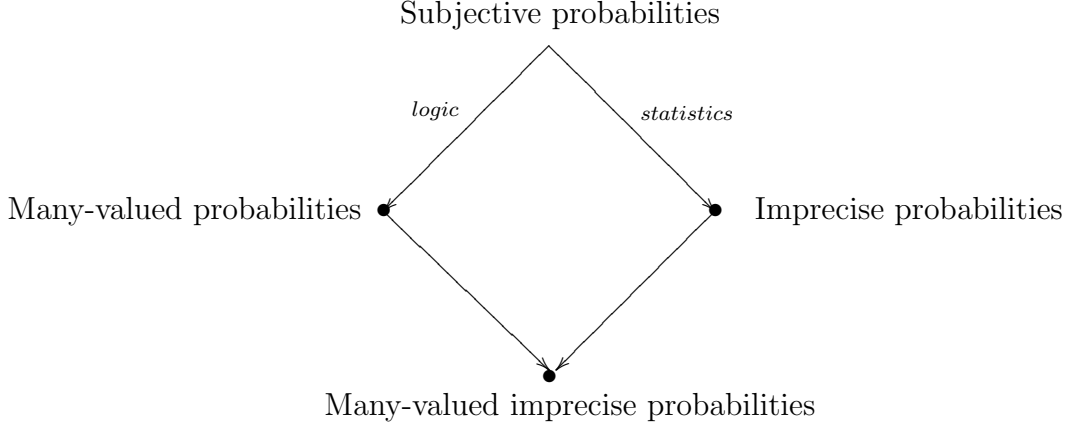 Subjective probabilities
logic
statistics
Many-valued probabilities
Imprecise probabilities
Many-valued imprecise probabilities